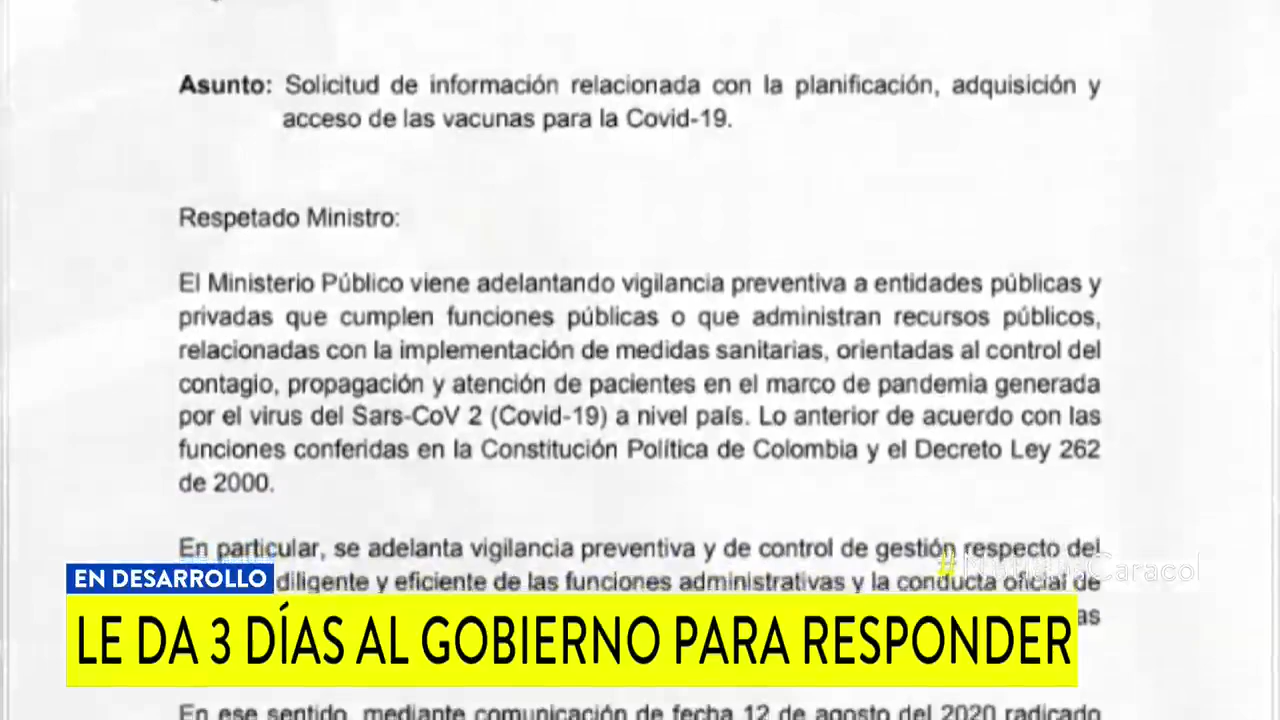 Asunto: Solicitud de información relacionada con la planificación, adquisición y
acceso de las vacunas para la Covid-19.
Respetado Ministro:
El Ministerio Público viene adelantando vigilancia preventiva a entidades públicas y
privadas que cumplen funciones públicas o que administran recursos públicos,
relacionadas con la implementación de medidas sanitarias, orientadas al control del
contagio, propagación y atención de pacientes en el marco de pandemia generada
por el virus del Sars-CoV 2 (Covid-19) a nivel país. Lo anterior de acuerdo con las
funciones conferidas en la Constitución Política de Colombia y el Decreto Ley 262
de 2000.
En particular, se adelanta vigilancia preventiva y de control de gestión respecto del
diligente y eficiente de las funciones administrativas y la conducta oficial de
EN DESARROLLO
LE DA 3 DÍAS AL GOBIERNO PARA RESPONDER
En ese sentido, mediante comunicación de fecha 12 de agosto del 2020 radicado